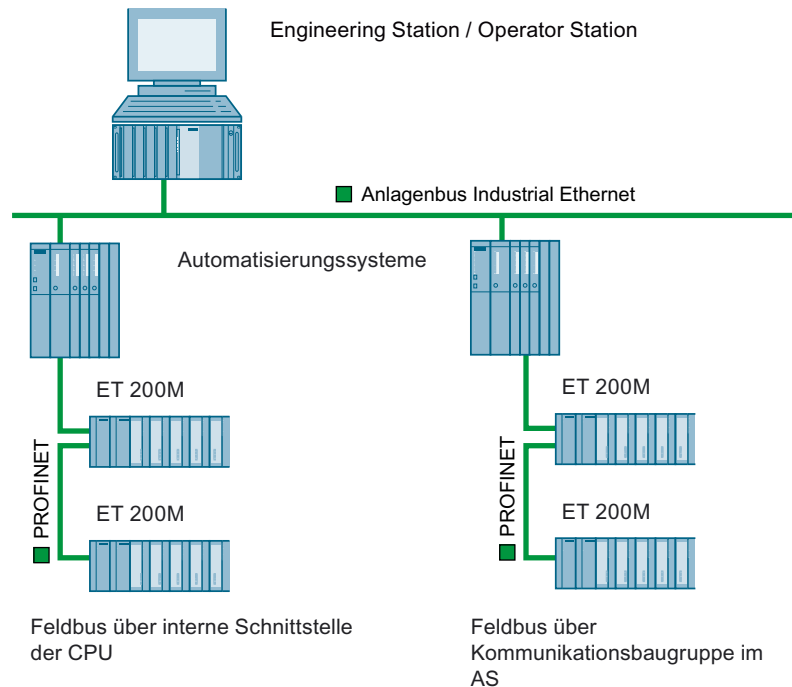 Engineering Station / Operator Station
Anlagenbus Industrial Ethernet
Automatisierungssysteme
ET 200M
ET 200M
PROFINET
PROFINET
ET 200M
ET 200M
Feldbus über interne Schnittstelle
der CPU
Feldbus über
Kommunikationsbaugruppe im
AS